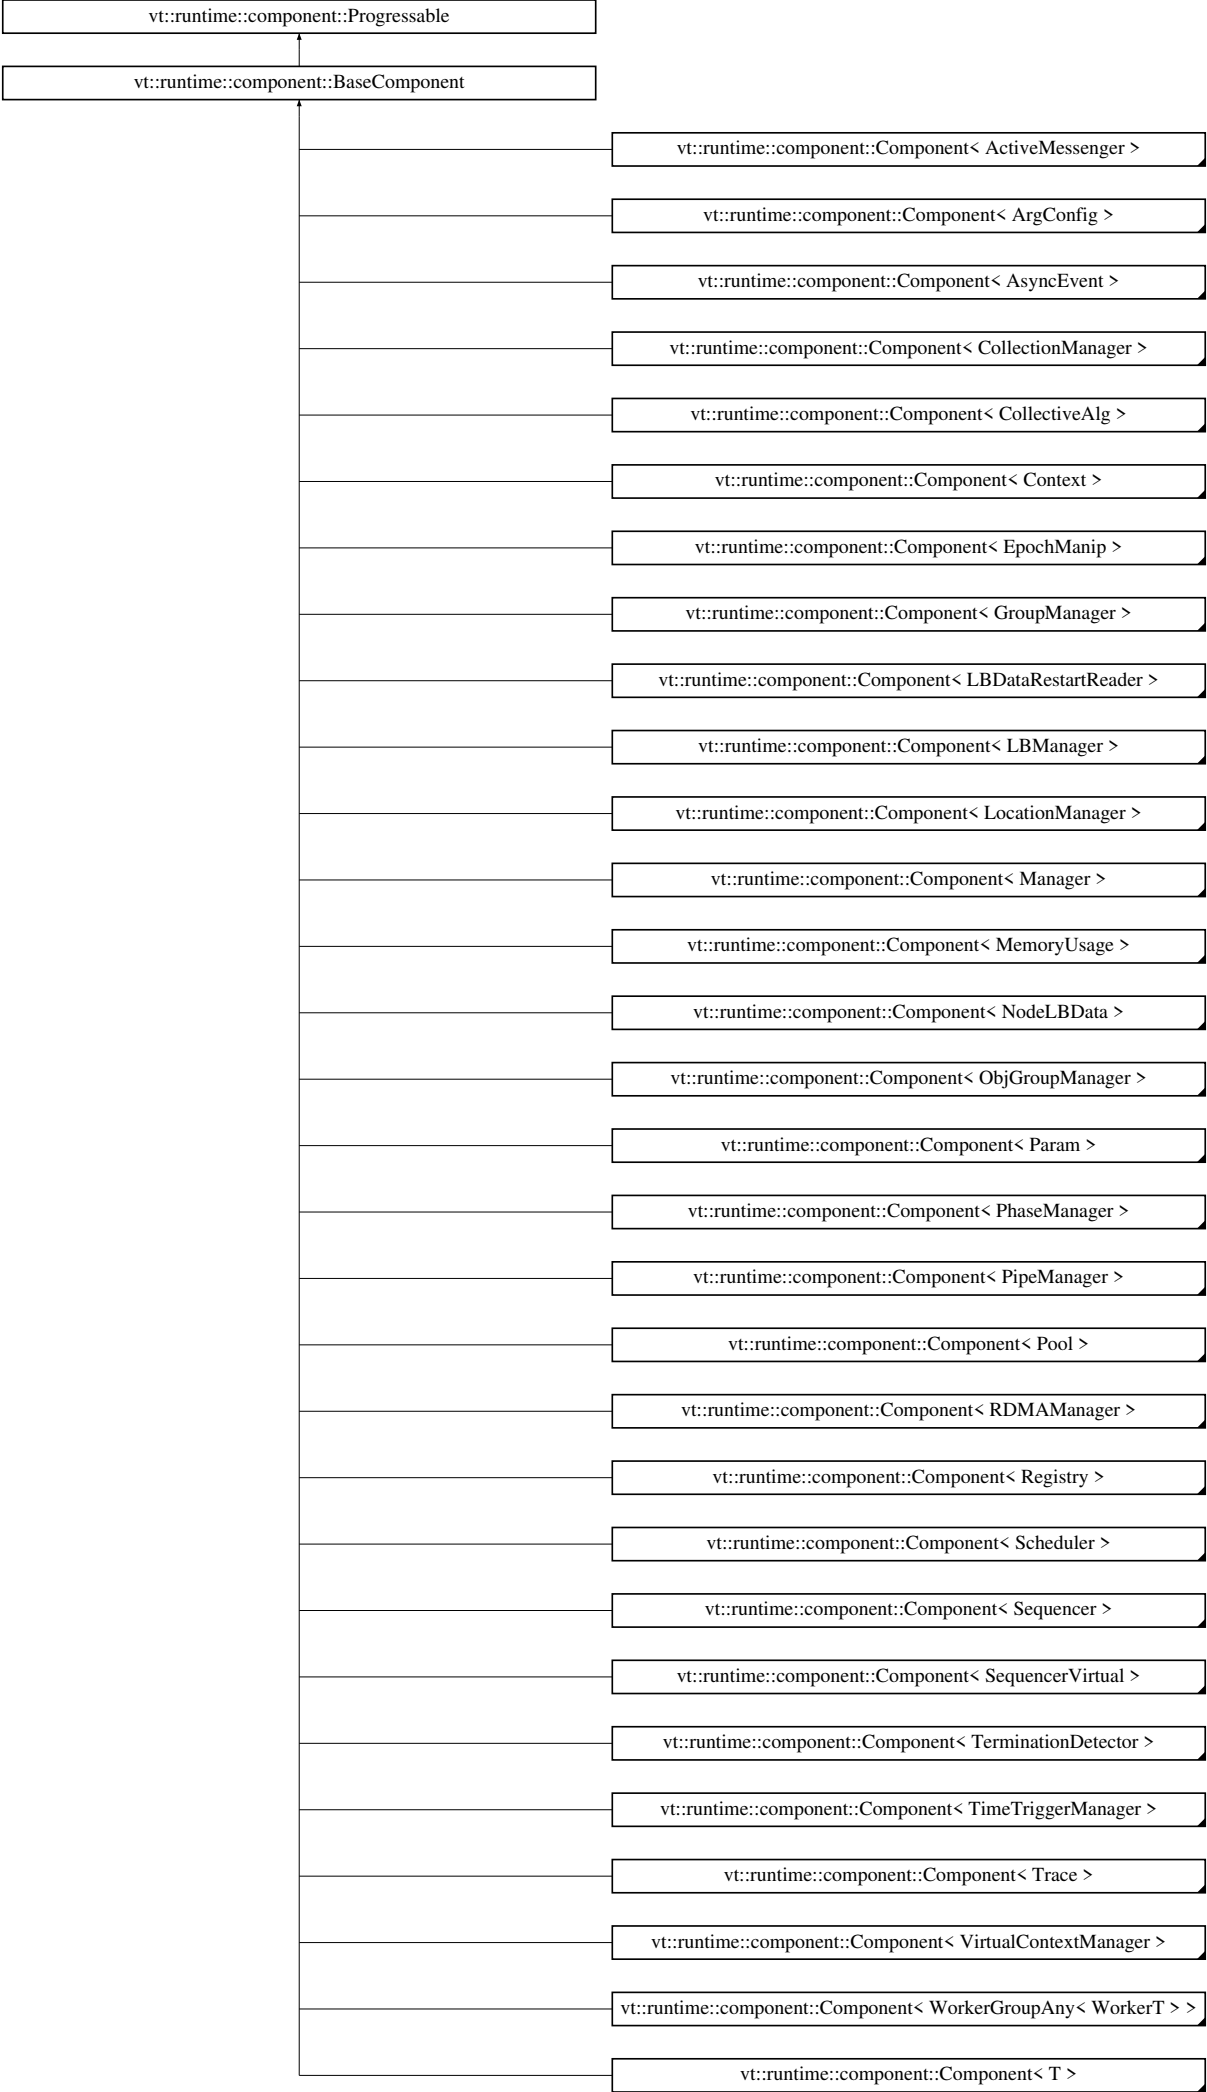 vt::runtime::component::Progressable
vt::runtime::component::BaseComponent
vt::runtime::component::Component< ActiveMessenger >
vt::runtime::component::Component< ArgConfig >
vt::runtime::component::Component< AsyncEvent >
vt::runtime::component::Component< CollectionManager >
vt::runtime::component::Component< CollectiveAlg >
vt::runtime::component::Component< Context >
vt::runtime::component::Component< EpochManip >
vt::runtime::component::Component< GroupManager >
vt::runtime::component::Component< LBDataRestartReader >
vt::runtime::component::Component< LBManager >
vt::runtime::component::Component< LocationManager >
vt::runtime::component::Component< Manager >
vt::runtime::component::Component< MemoryUsage >
vt::runtime::component::Component< NodeLBData >
vt::runtime::component::Component< ObjGroupManager >
vt::runtime::component::Component< Param >
vt::runtime::component::Component< PhaseManager >
vt::runtime::component::Component< PipeManager >
vt::runtime::component::Component< Pool >
vt::runtime::component::Component< RDMAManager >
vt::runtime::component::Component< Registry >
vt::runtime::component::Component< Scheduler >
vt::runtime::component::Component< Sequencer >
vt::runtime::component::Component< SequencerVirtual >
vt::runtime::component::Component< TerminationDetector >
vt::runtime::component::Component< TimeTriggerManager >
vt::runtime::component::Component< Trace >
vt::runtime::component::Component< VirtualContextManager >
vt::runtime::component::Component< WorkerGroupAny< WorkerT > >
vt::runtime::component::Component< T >